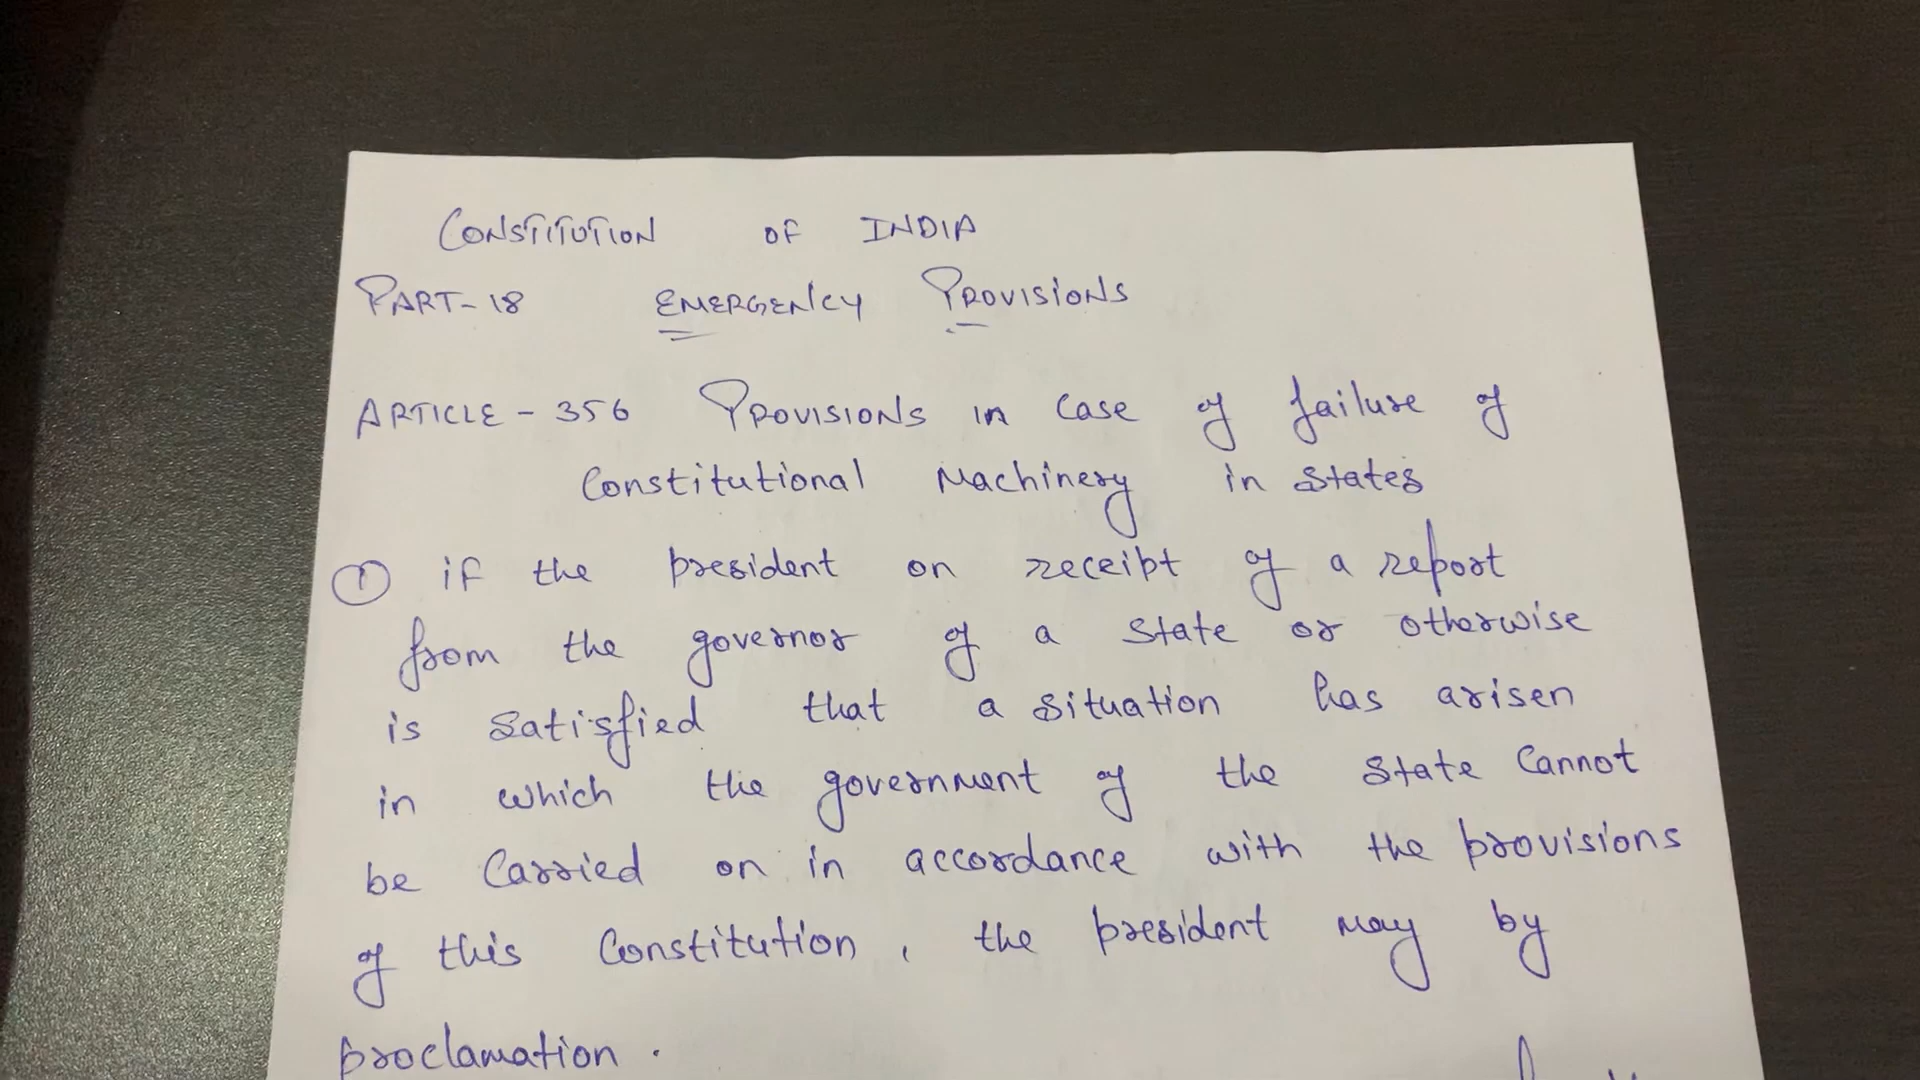 CONSTITUTION OF INDIA
PART-18 EMERGENCY PROVISIONS
ARTICLE - 356 PROVISIONS in case of failure of
Constitutional Machinery in states
① if the president on receipt of a report
from the governor of a state or otherwise
is satisfied that a situation has arisen
in which the government of the state cannot
be carried on in accordance with the provisions
of this Constitution, the president may by
proclamation.